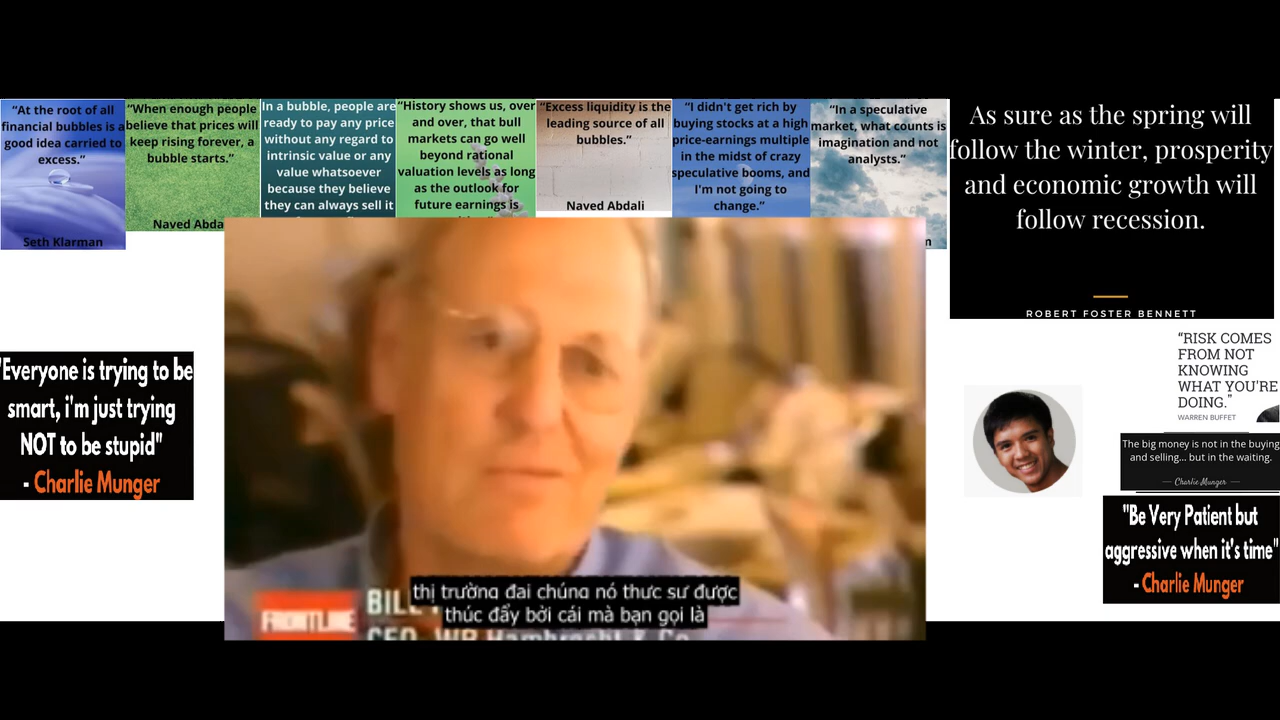 “At the root of all
financial bubbles is a
good idea carried to
excess.”
Seth Klarman
“When enough people
believe that prices will
keep rising forever, a
bubble starts.”
Naved Abda
In a bubble, people are
ready to pay any price
without any regard to
intrinsic value or any
value whatsoever
because they believe
they can always sell it
“History shows us, over
and over, that bull
markets can go well
beyond rational
valuation levels as long
as the outlook for
future earnings is
“Excess liquidity is the
leading source of all
bubbles.”
Naved Abdali
“I didn't get rich by
buying stocks at a high
price-earnings multiple
in the midst of crazy
speculative booms, and
I'm not going to
change.”
“In a speculative
market, what counts is
imagination and not
analysts.”
As sure as the spring will
follow the winter, prosperity
and economic growth will
follow recession.
ROBERT FOSTER BENNETT
"Everyone is trying to be
smart, i'm just trying
NOT to be stupid"
- Charlie Munger
“RISK COMES
FROM NOT
KNOWING
WHAT YOU'RE
DOING.”
WARREN BUFFET
The big money is not in the buying
and selling... but in the waiting.
— Charlie Munger —
"Be Very Patient but
aggressive when it's time"
- Charlie Munger
FRONTLINE
BILL
CEO, WR Hambrecht & Co.
thị trường đại chúng nó thực sự được
thúc đẩy bởi cái mà bạn gọi là